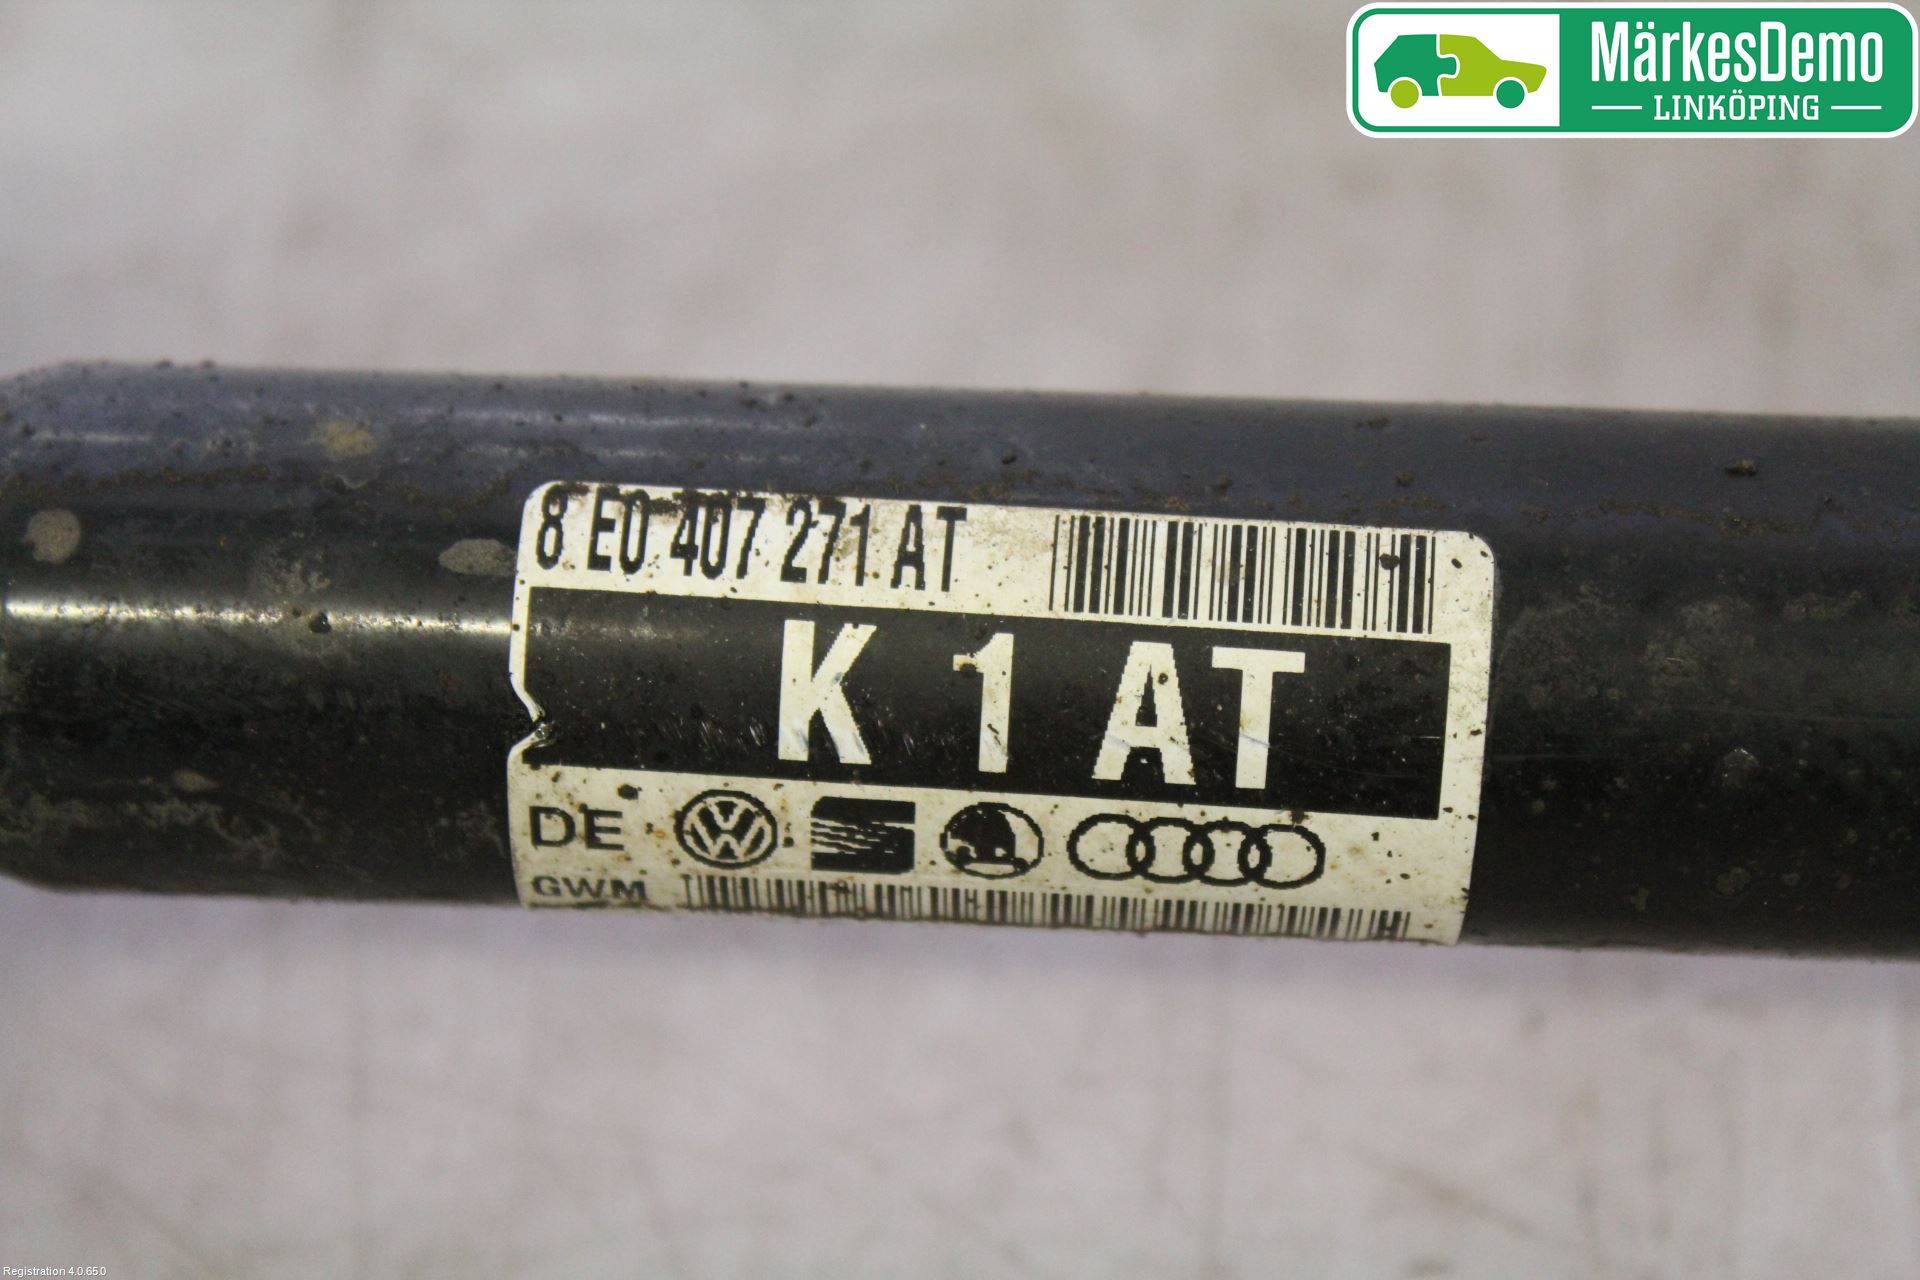 MärkesDemo
LINKÖPING
8 E0 407 271 AT
K 1 AT
DE
GWM
Registration 4.0.65.0